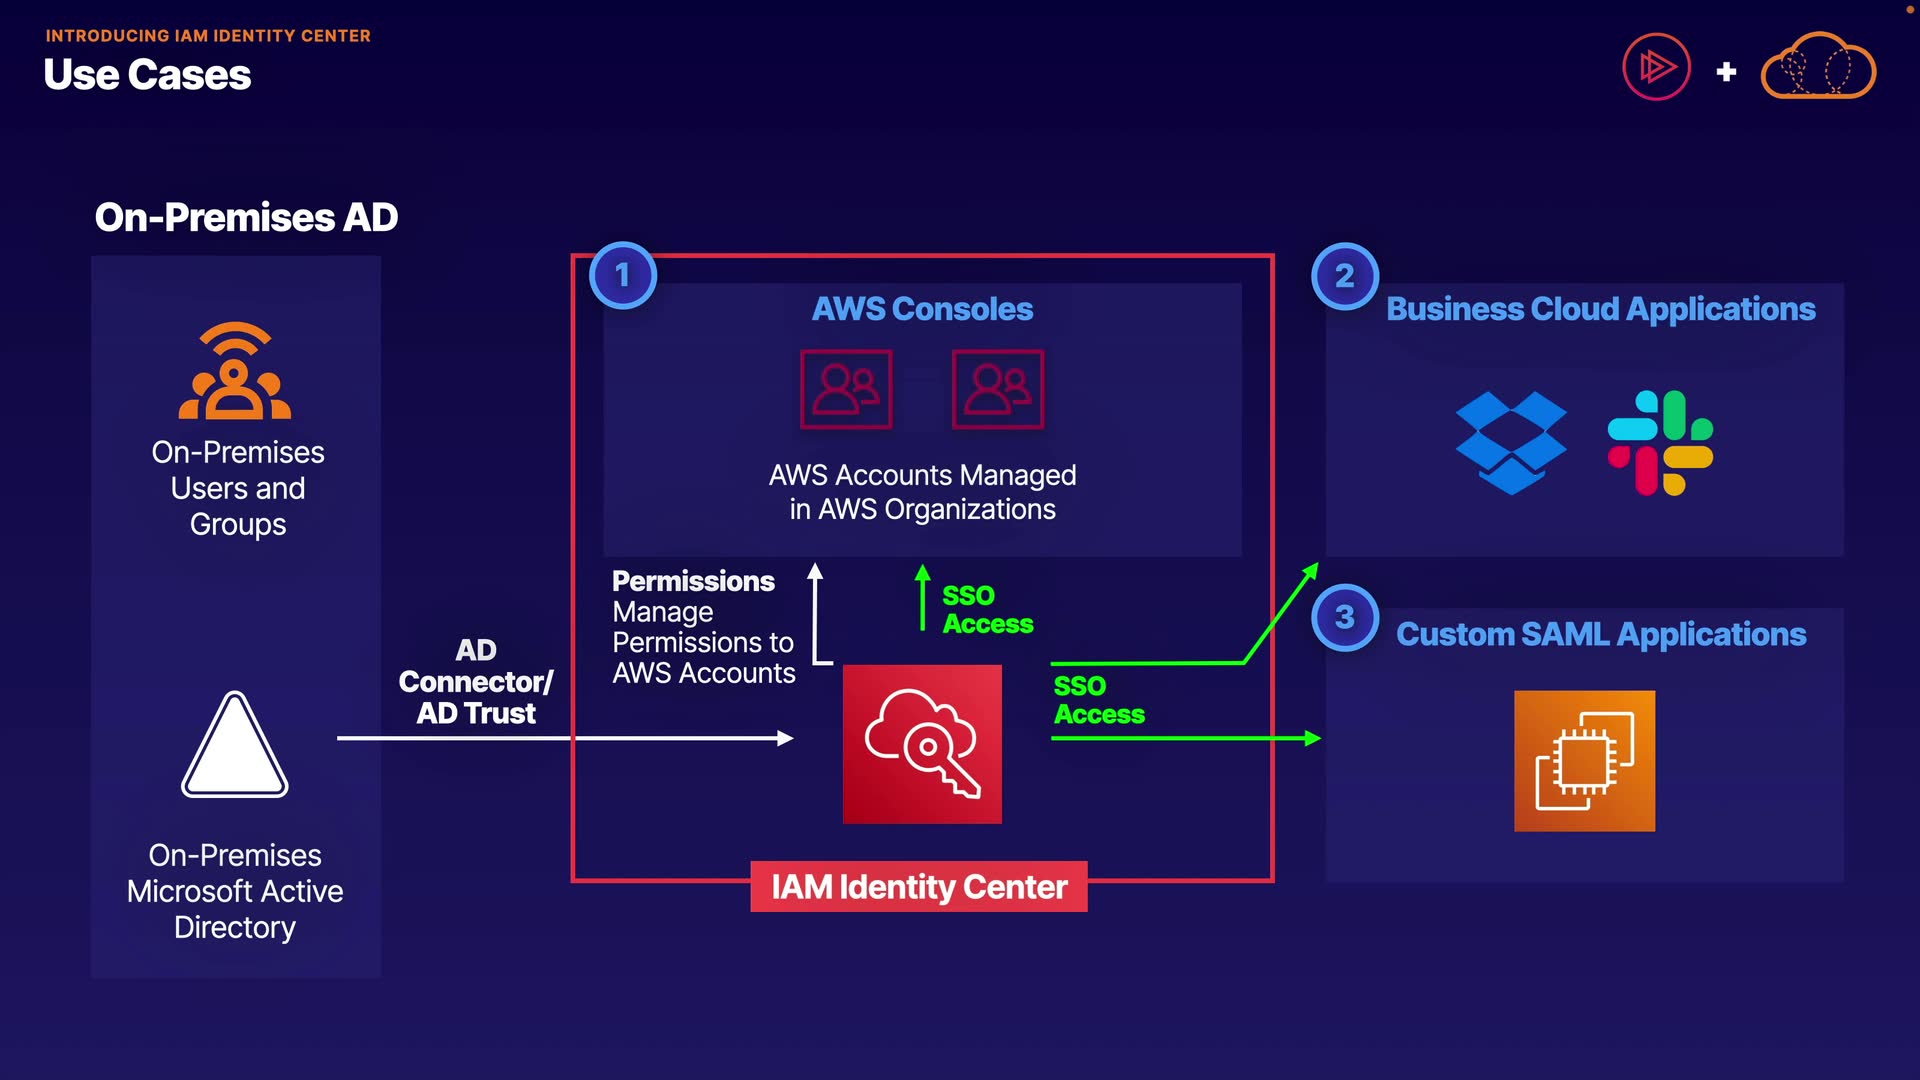 INTRODUCING IAM IDENTITY CENTER
Use Cases
On-Premises AD
On-Premises
Users and
Groups
On-Premises
Microsoft Active
Directory
AD
Connector/
AD Trust
1
AWS Consoles
AWS Accounts Managed
in AWS Organizations
Permissions
Manage
Permissions to
AWS Accounts
SSO
Access
SSO
Access
IAM Identity Center
2
Business Cloud Applications
3
Custom SAML Applications